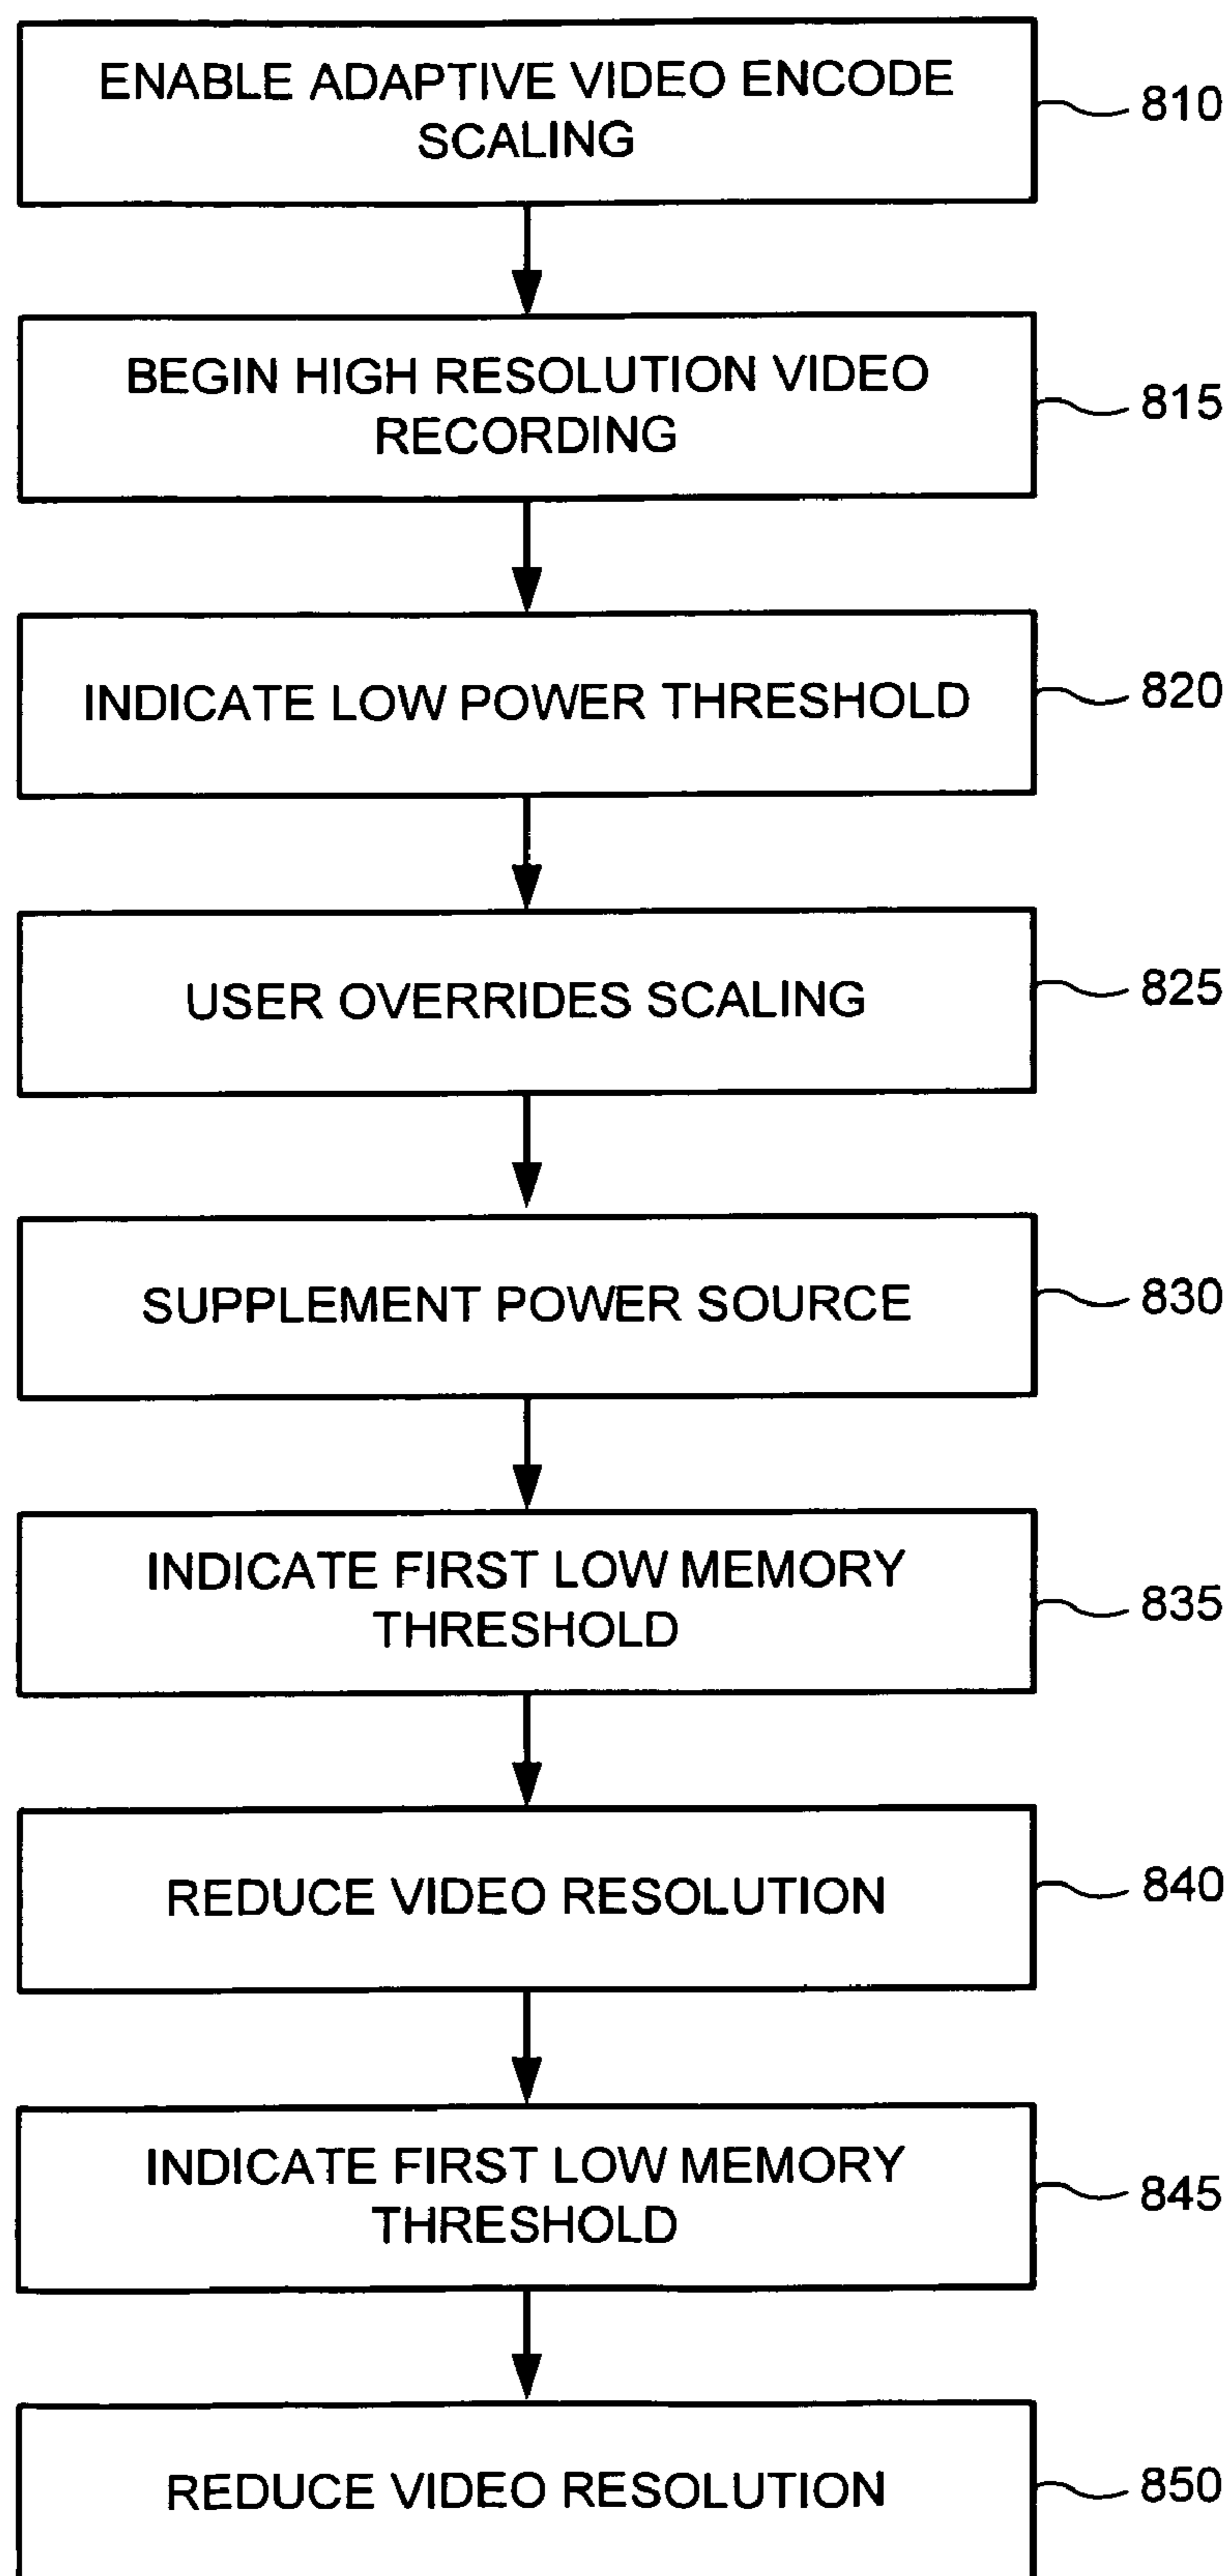 ENABLE ADAPTIVE VIDEO ENCODE
SCALING
810
BEGIN HIGH RESOLUTION VIDEO
RECORDING
815
INDICATE LOW POWER THRESHOLD
820
USER OVERRIDES SCALING
825
SUPPLEMENT POWER SOURCE
830
INDICATE FIRST LOW MEMORY
THRESHOLD
835
REDUCE VIDEO RESOLUTION
840
INDICATE FIRST LOW MEMORY
THRESHOLD
845
REDUCE VIDEO RESOLUTION
850